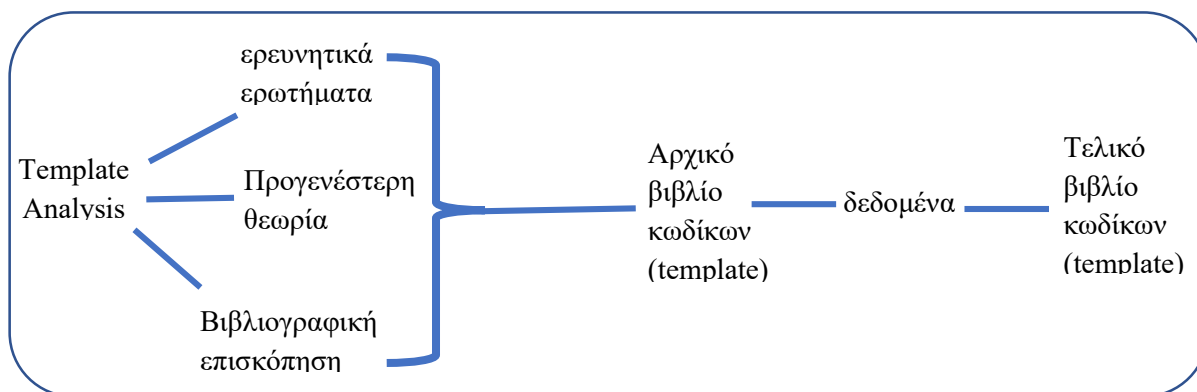 Template
Analysis
ερευνητικά
ερωτήματα
Προγενέστερη
θεωρία
Βιβλιογραφική
επισκόπηση
Αρχικό
βιβλίο
κωδίκων
(template)
δεδομένα
Τελικό
βιβλίο
κωδίκων
(template)